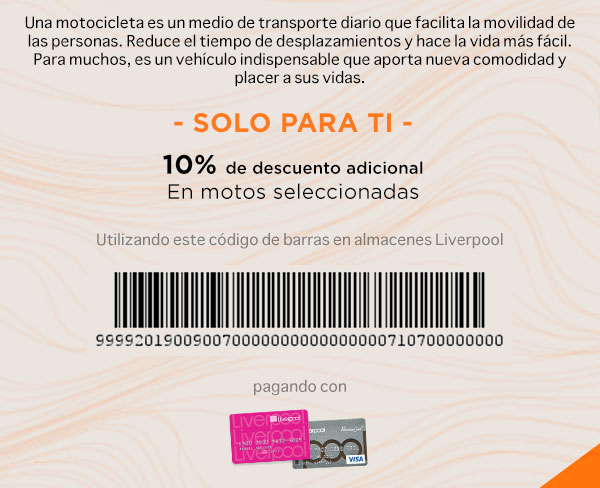 Una motocicleta es un medio de transporte diario que facilita la movilidad de
las personas. Reduce el tiempo de desplazamientos y hace la vida más fácil.
Para muchos, es un vehículo indispensable que aporta nueva comodidad y
placer a sus vidas.
- SOLO PARA TI -
10% de descuento adicional
En motos seleccionadas
Utilizando este código de barras en almacenes Liverpool
9999201900900700000000000000000710700000000
pagando con
Liverpool
VISA